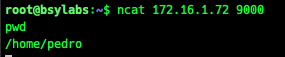 root@bsylabs:~$ ncat 172.16.1.72 9000
pwd
/home/pedro